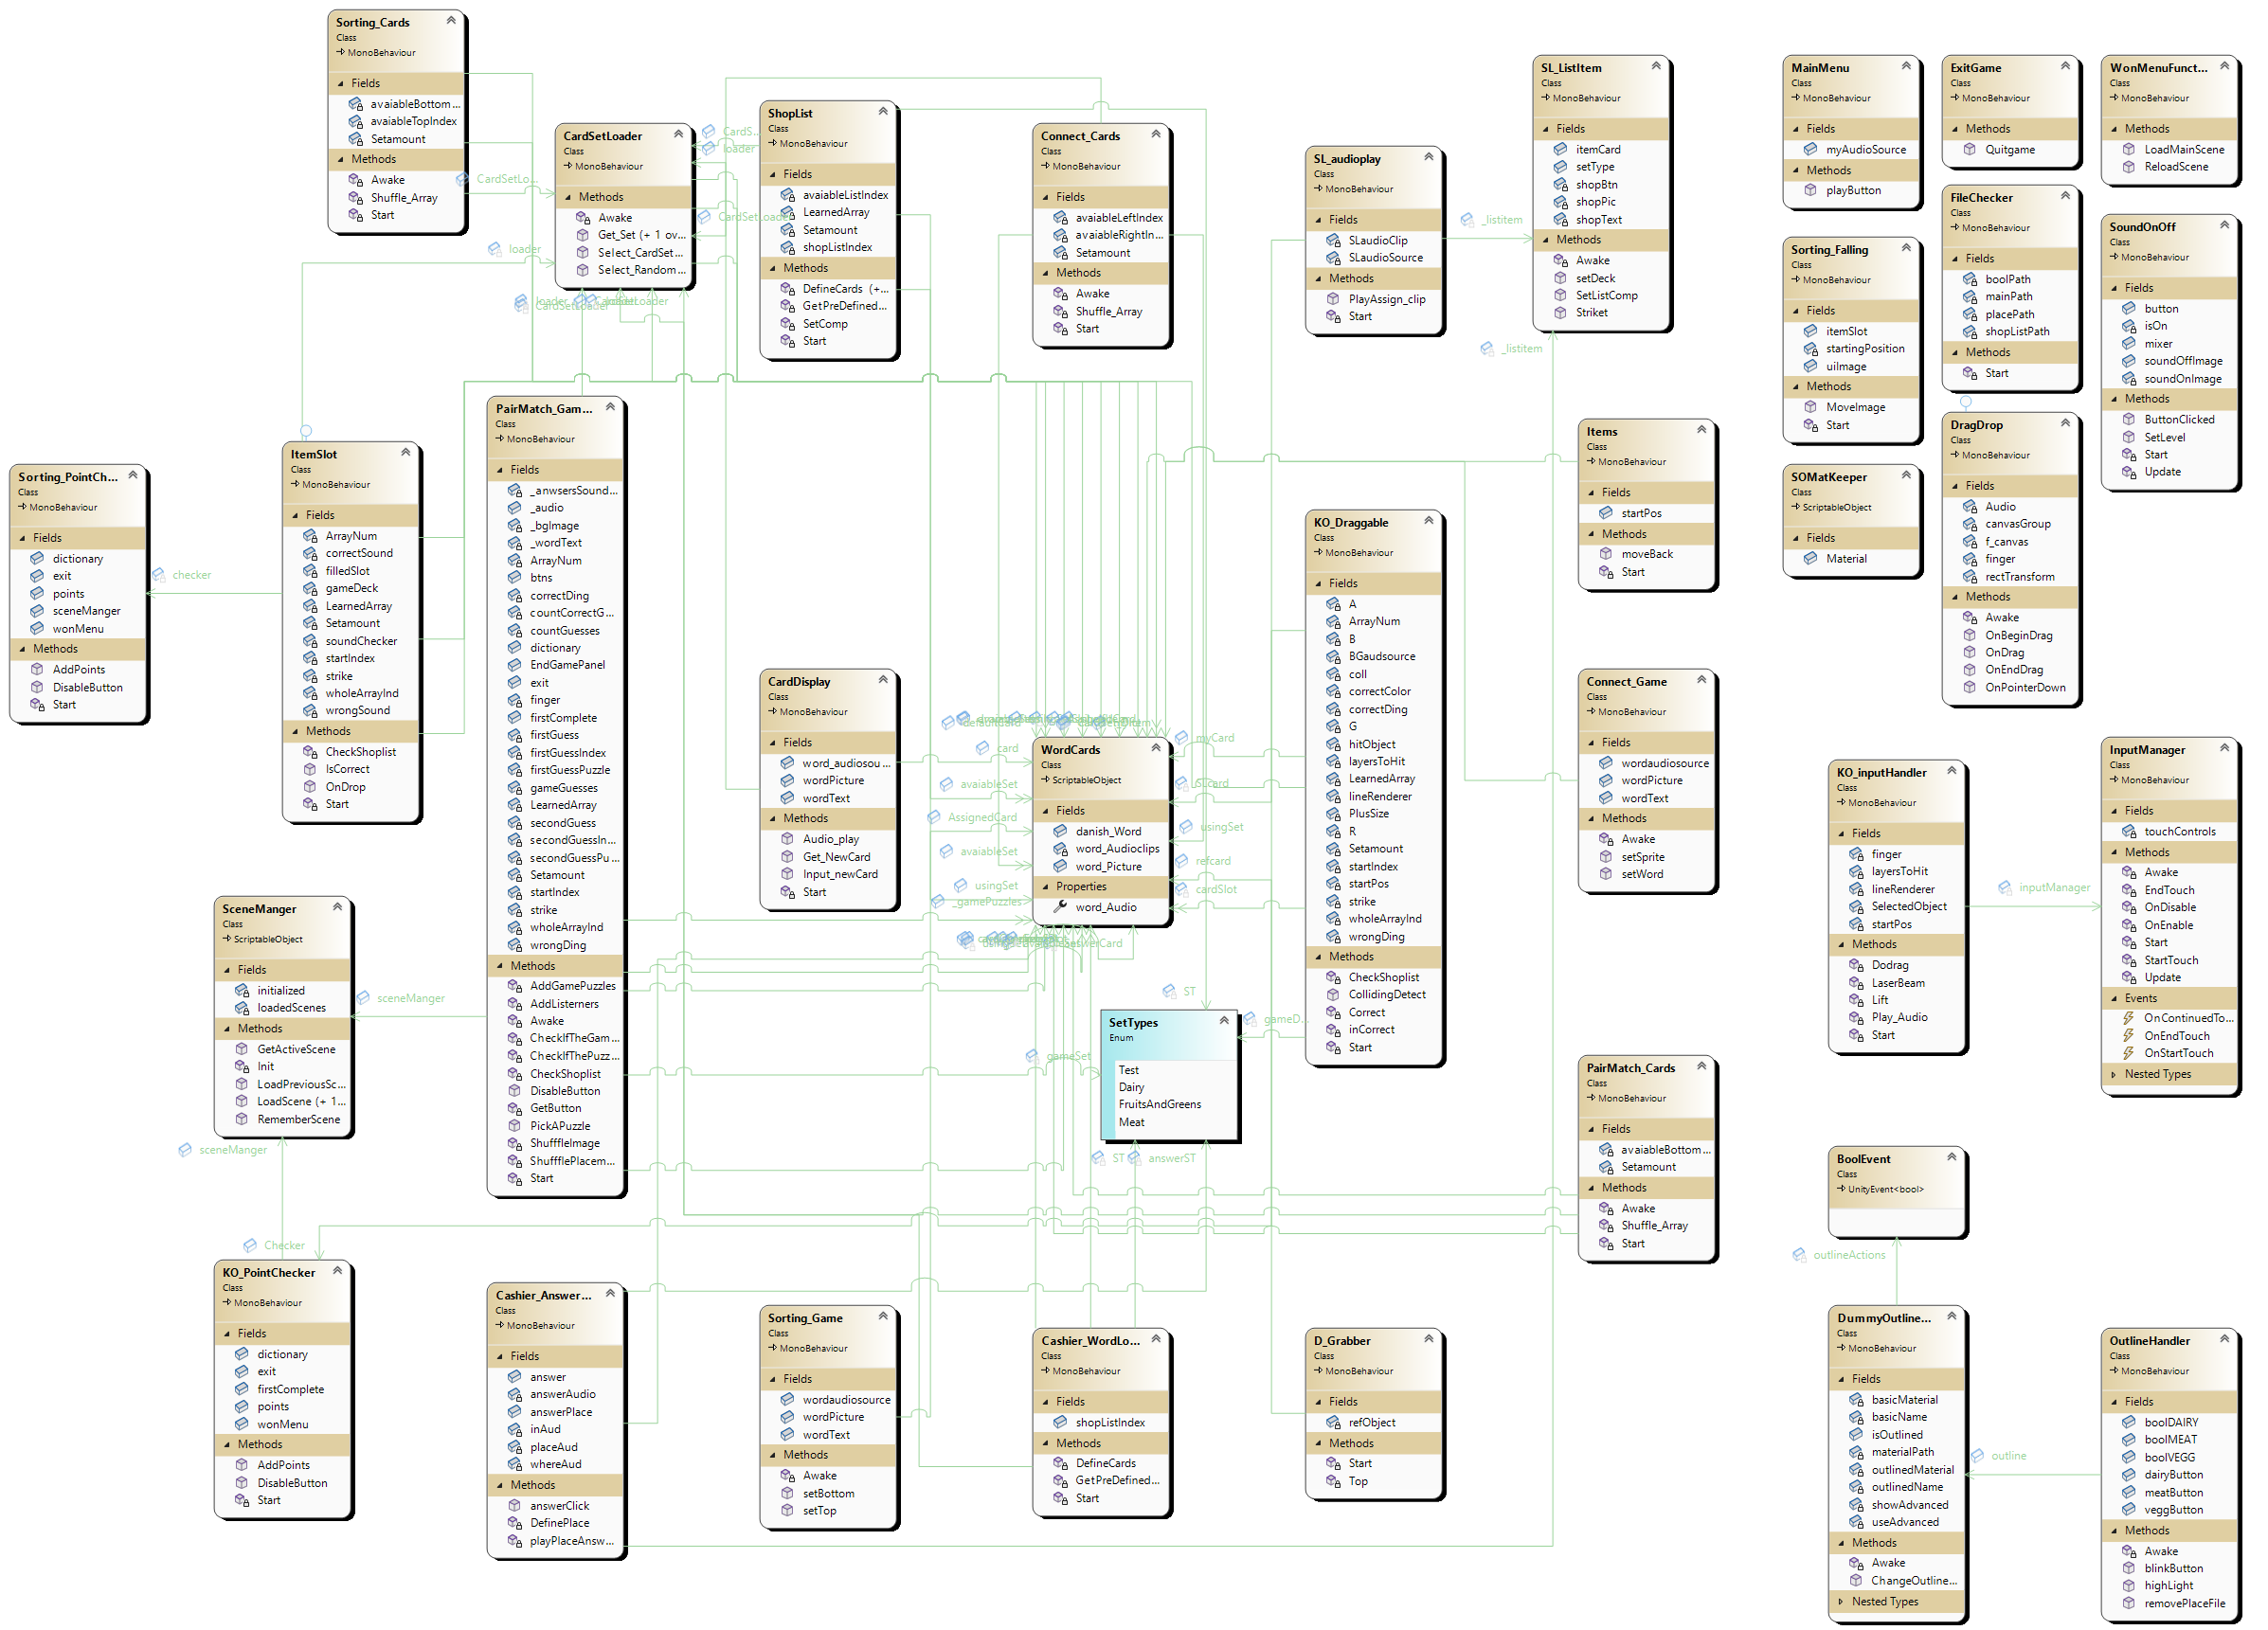 Sorting_Cards
Class
MonoBehaviour
Fields
avaiableBottom...
avaiableTopIndex
Setamount
Methods
Awake
Shuffle_Array
Start
CardSetLo...
CardSetLoader
Class
MonoBehaviour
Methods
Awake
Get_Set (+ 1 ov...
Select_CardSet...
Select_Random...
CardS...
loader
CardSetLoader
loader
loader
CardSetLoader
ShopList
Class
MonoBehaviour
Fields
avaiableListIndex
LearnedArray
Setamount
shopListIndex
Methods
DefineCards (+...
GetPreDefined...
SetComp
Start
Connect_Cards
Class
MonoBehaviour
Fields
avaiableLeftIndex
avaiableRightIn...
Setamount
Methods
Awake
Shuffle_Array
Start
SL_audioplay
Class
MonoBehaviour
Fields
SLaudioClip
SLaudioSource
Methods
PlayAssign_clip
Start
_listitem
_listitem
SL_ListItem
Class
MonoBehaviour
Fields
itemCard
setType
shopBtn
shopPic
shopText
Methods
Awake
setDeck
SetListComp
Striket
MainMenu
Class
MonoBehaviour
Fields
myAudioSource
Methods
playButton
ExitGame
Class
MonoBehaviour
Methods
Quitgame
WonMenuFunct...
Class
MonoBehaviour
Methods
LoadMainScene
ReloadScene
Sorting_Falling
Class
MonoBehaviour
Fields
itemSlot
startingPosition
uiImage
Methods
MoveImage
Start
FileChecker
Class
MonoBehaviour
Fields
boolPath
mainPath
placePath
shopListPath
Methods
Start
SoundOnOff
Class
MonoBehaviour
Fields
button
isOn
mixer
soundOffImage
soundOnImage
Methods
ButtonClicked
SetLevel
Start
Update
SOMatKeeper
Class
ScriptableObject
Fields
Material
DragDrop
Class
MonoBehaviour
Fields
Audio
canvasGroup
f_canvas
finger
rectTransform
Methods
Awake
OnBeginDrag
OnDrag
OnEndDrag
OnPointerDown
Sorting_PointCh...
Class
MonoBehaviour
Fields
dictionary
exit
points
sceneManger
wonMenu
Methods
AddPoints
DisableButton
Start
checker
ItemSlot
Class
MonoBehaviour
Fields
ArrayNum
correctSound
filledSlot
gameDeck
LearnedArray
Setamount
soundChecker
startIndex
strike
wholeArrayInd
wrongSound
Methods
CheckShoplist
IsCorrect
OnDrop
Start
PairMatch_Gam...
Class
MonoBehaviour
Fields
_anwsersSound...
_audio
_bgImage
_wordText
ArrayNum
btns
correctDing
countCorrectG...
countGuesses
dictionary
EndGamePanel
exit
finger
firstComplete
firstGuess
firstGuessIndex
firstGuessPuzzle
gameGuesses
LearnedArray
secondGuess
secondGuessIn...
secondGuessPu...
Setamount
startIndex
strike
wholeArrayInd
wrongDing
Methods
AddGamePuzzles
AddListerners
Awake
CheckIfTheGam...
CheckIfThePuzz...
CheckShoplist
DisableButton
GetButton
PickAPuzzle
ShuffleImage
ShufflePlacem...
Start
CardDisplay
Class
MonoBehaviour
Fields
word_audiosou...
wordPicture
wordText
Methods
Audio_play
Get_NewCard
Input_newCard
Start
card
avaiableSet
AssignedCard
avaiableSet
usingSet
_gamePuzzles
WordCards
Class
ScriptableObject
Fields
danish_Word
word_Audioclips
word_Picture
Properties
word_Audio
myCard
SLcard
usingSet
refcard
cardSlot
ST
gameD...
gameSet
SetTypes
Enum
Test
Dairy
FruitsAndGreens
Meat
ST
answerST
KO_Draggable
Class
MonoBehaviour
Fields
A
ArrayNum
B
BGaudsource
coll
correctColor
correctDing
G
hitObject
layersToHit
LearnedArray
lineRenderer
PlusSize
R
Setamount
startIndex
startPos
strike
wholeArrayInd
wrongDing
Methods
CheckShoplist
CollidingDetect
Correct
inCorrect
Start
Items
Class
MonoBehaviour
Fields
startPos
Methods
moveBack
Start
Connect_Game
Class
MonoBehaviour
Fields
wordaudiosource
wordPicture
wordText
Methods
Awake
setSprite
setWord
KO_inputHandler
Class
MonoBehaviour
Fields
finger
layersToHit
lineRenderer
SelectedObject
startPos
Methods
Dodrag
LaserBeam
Lift
Play_Audio
Start
inputManager
InputManager
Class
MonoBehaviour
Fields
touchControls
Methods
Awake
EndTouch
OnDisable
OnEnable
Start
StartTouch
Update
Events
OnContinuedTo...
OnEndTouch
OnStartTouch
Nested Types
SceneManger
Class
ScriptableObject
Fields
initialized
loadedScenes
Methods
GetActiveScene
Init
LoadPreviousSc...
LoadScene (+ 1...
RememberScene
sceneManger
sceneManger
Checker
KO_PointChecker
Class
MonoBehaviour
Fields
dictionary
exit
firstComplete
points
wonMenu
Methods
AddPoints
DisableButton
Start
Cashier_Answer...
Class
MonoBehaviour
Fields
answer
answerAudio
answerPlace
inAud
placeAud
whereAud
Methods
answerClick
DefinePlace
playPlaceAnsw...
Sorting_Game
Class
MonoBehaviour
Fields
wordaudiosource
wordPicture
wordText
Methods
Awake
setBottom
setTop
Cashier_WordLo...
Class
MonoBehaviour
Fields
shopListIndex
Methods
DefineCards
GetPreDefined...
Start
D_Grabber
Class
MonoBehaviour
Fields
refObject
Methods
Start
Top
PairMatch_Cards
Class
MonoBehaviour
Fields
avaiableBottom...
Setamount
Methods
Awake
Shuffle_Array
Start
BoolEvent
Class
UnityEvent<bool>
outlineActions
DummyOutline...
Class
MonoBehaviour
Fields
basicMaterial
basicName
isOutlined
materialPath
outlinedMaterial
outlinedName
showAdvanced
useAdvanced
Methods
Awake
ChangeOutline...
Nested Types
outline
OutlineHandler
Class
MonoBehaviour
Fields
boolDAIRY
boolMEAT
boolVEGG
dairyButton
meatButton
veggButton
Methods
Awake
blinkButton
highLight
removePlaceFile